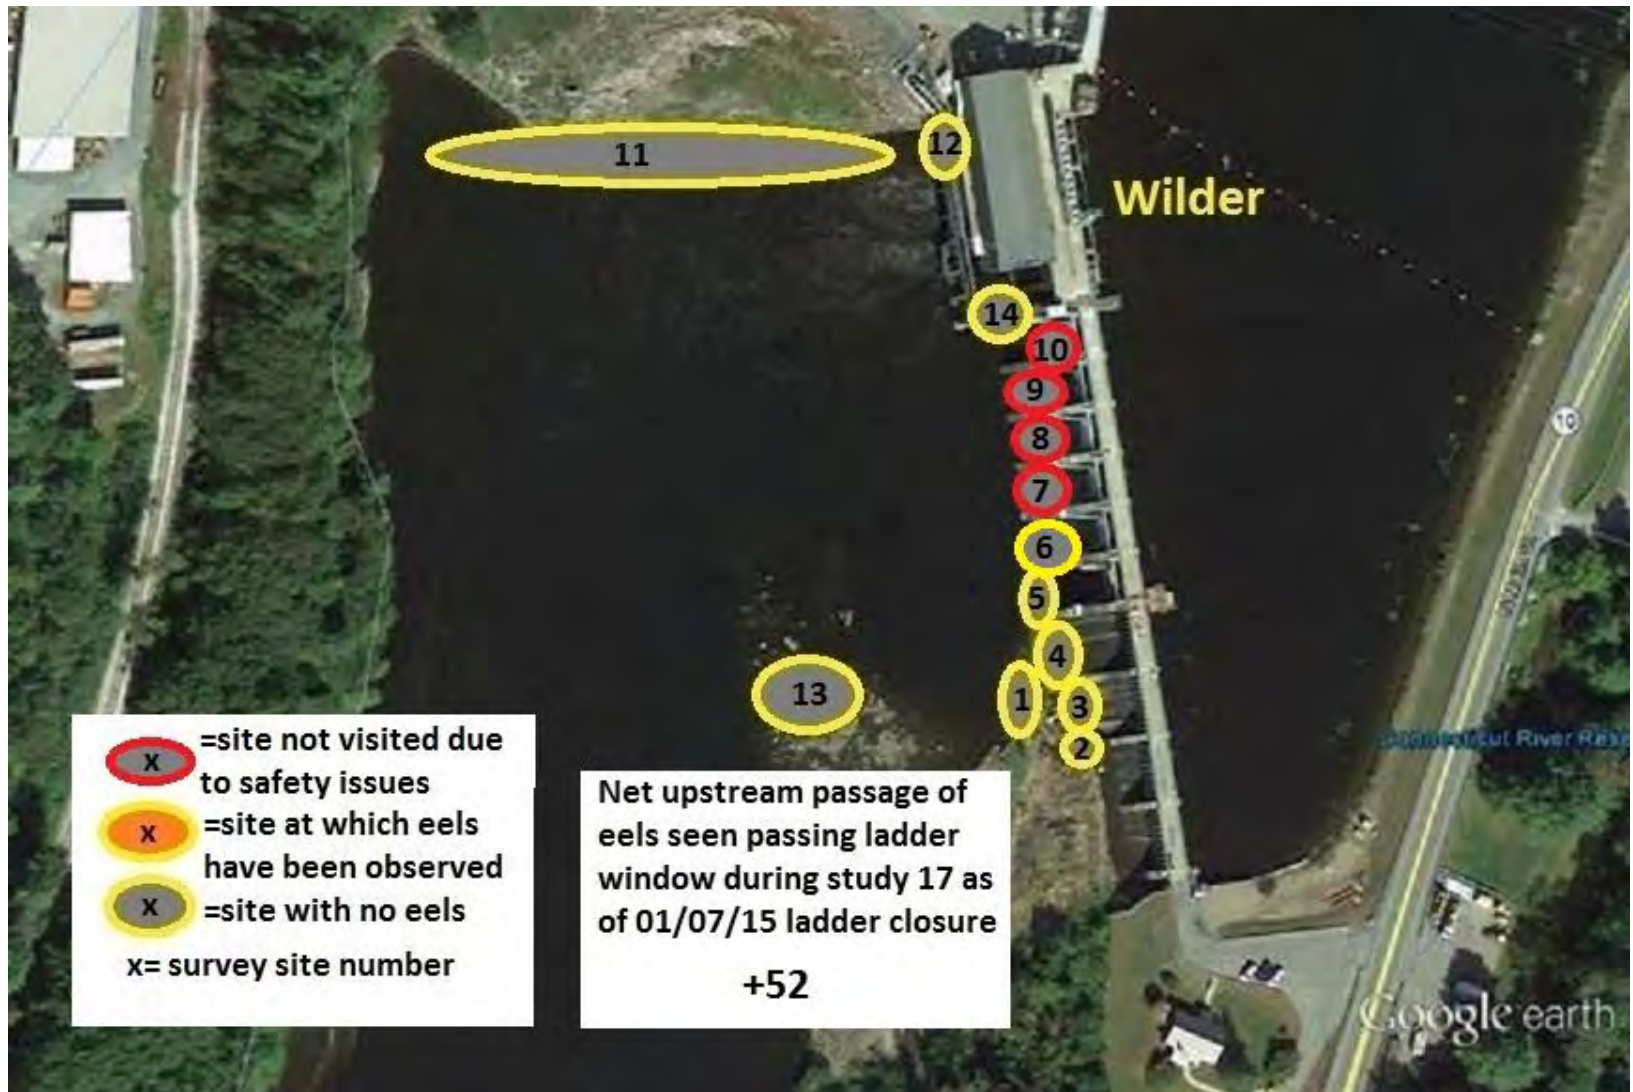 11
12
Wilder
14
10
9
8
7
6
5
4
13
1
3
2
10
x
=site not visited due
to safety issues
x
=site at which eels
have been observed
x
=site with no eels
x= survey site number
Net upstream passage of
eels seen passing ladder
window during study 17 as
of 01/07/15 ladder closure
+52
Connecticut River Rese
Google earth